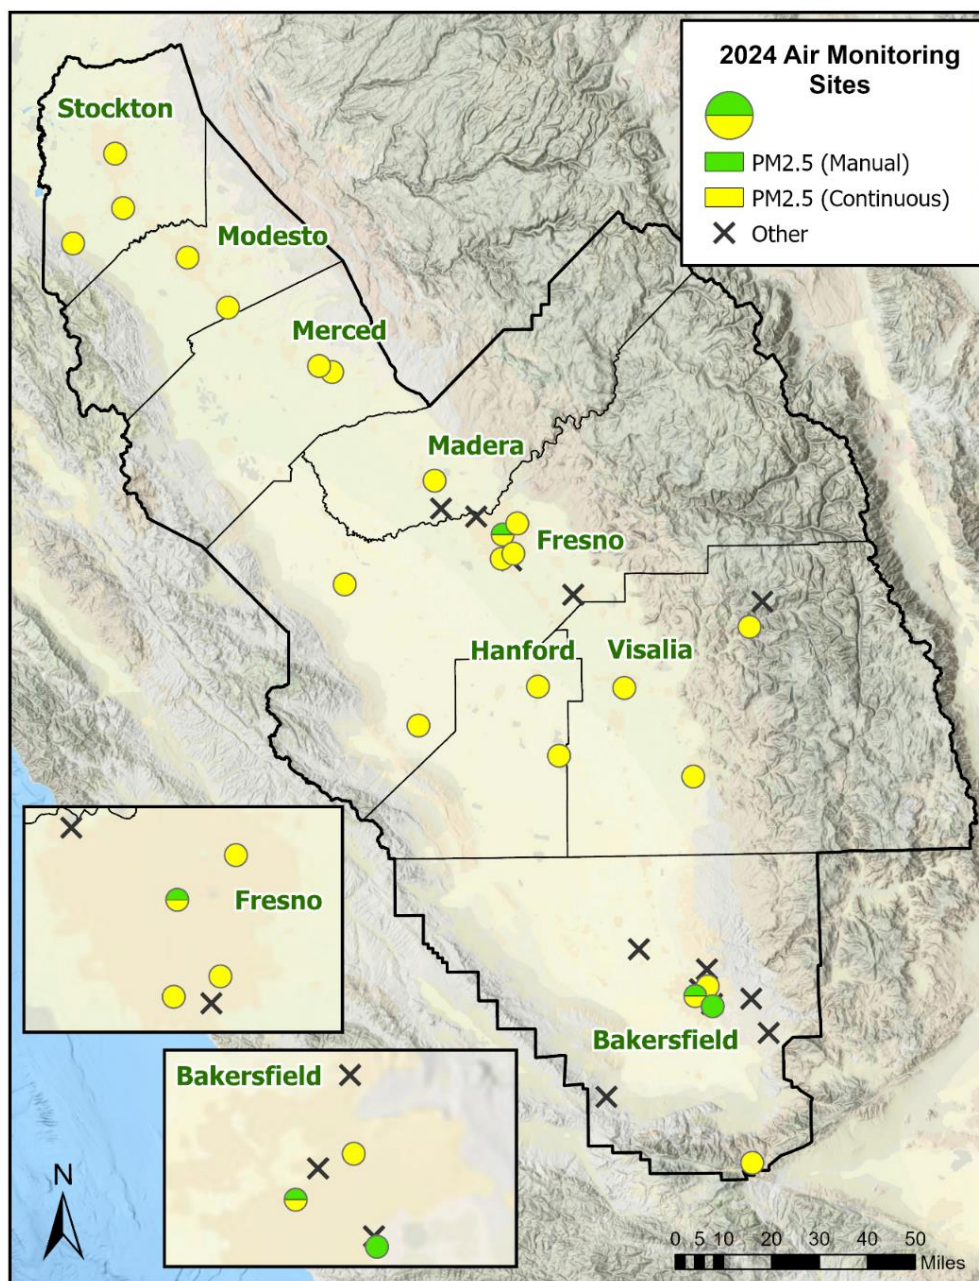 2024 Air Monitoring
Sites
PM2.5 (Manual)
PM2.5 (Continuous)
Other
Stockton
Modesto
Merced
Madera
Fresno
Hanford
Visalia
Bakersfield
Fresno
Bakersfield
N
0 5 10 20 30 40 50
Miles